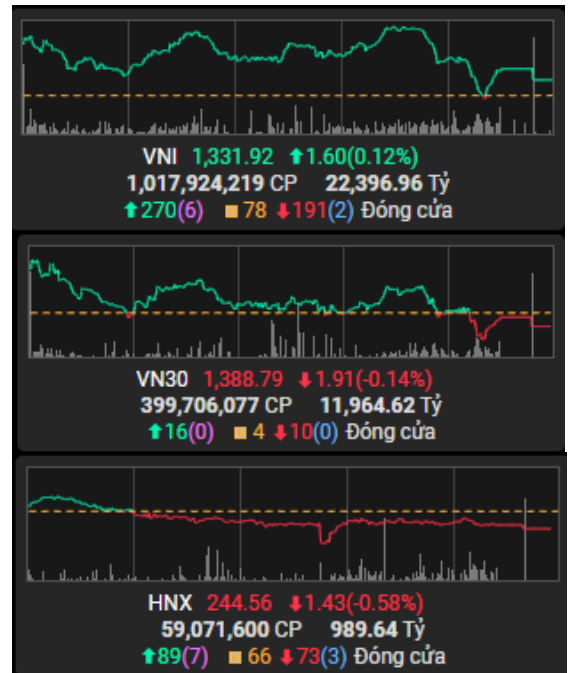 VNI 1,331.92 ⬆1.60(0.12%)
1,017,924,219 CP 22,396.96 Tỷ
⬆270(6) ■78 ⬇191(2) Đóng cửa
VN30 1,388.79 ⬇1.91(-0.14%)
399,706,077 CP 11,964.62 Tỷ
⬆16(0) ■4 ⬇10(0) Đóng cửa
HNX 244.56 ⬇1.43(-0.58%)
59,071,600 CP 989.64 Tỷ
⬆89(7) ■66 ⬇73(3) Đóng cửa